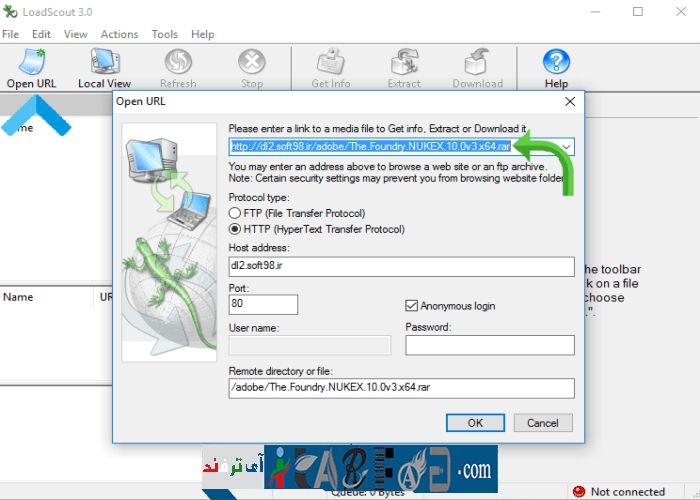 LoadScout 3.0
File Edit View Actions Tools Help
Open URL Local View Refresh Stop Get Info Extract Download Help
Open URL
Please enter a link to a media file to Get info, Extract or Download it.
http://dl2.soft98.ir/adobe/The.Foundry.NUKEX.10.0v3.x64.rar
You may enter an address above to browse a web site or an ftp archive.
Note: Certain security settings may prevent you from browsing website folder
Protocol type:
FTP (File Transfer Protocol)
HTTP (HyperText Transfer Protocol)
Host address:
dl2.soft98.ir
Port:
80
Anonymous login
User name:
Password:
Remote directory or file:
/adobe/The.Foundry.NUKEX.10.0v3.x64.rar
OK Cancel
he toolbar
k on a file
choose
".
Name UR
آی ترفند
.com
Queue: 0 bytes
Not connected